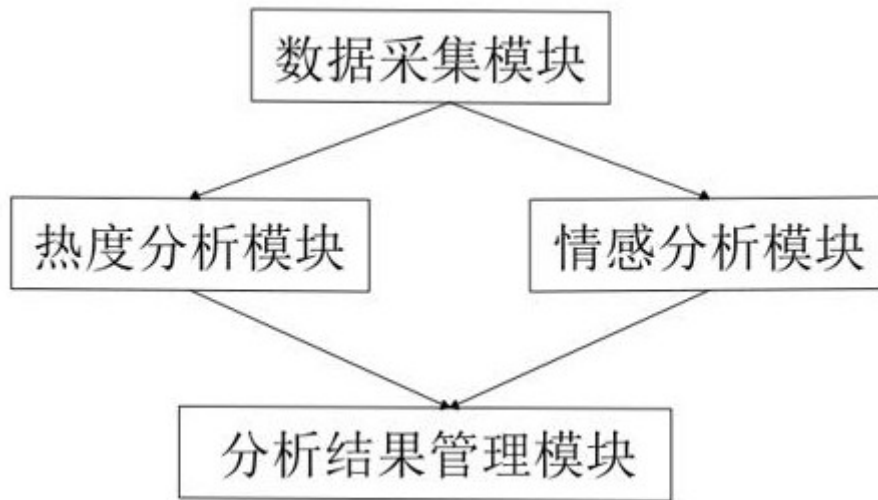 数据采集模块
热度分析模块
情感分析模块
分析结果管理模块